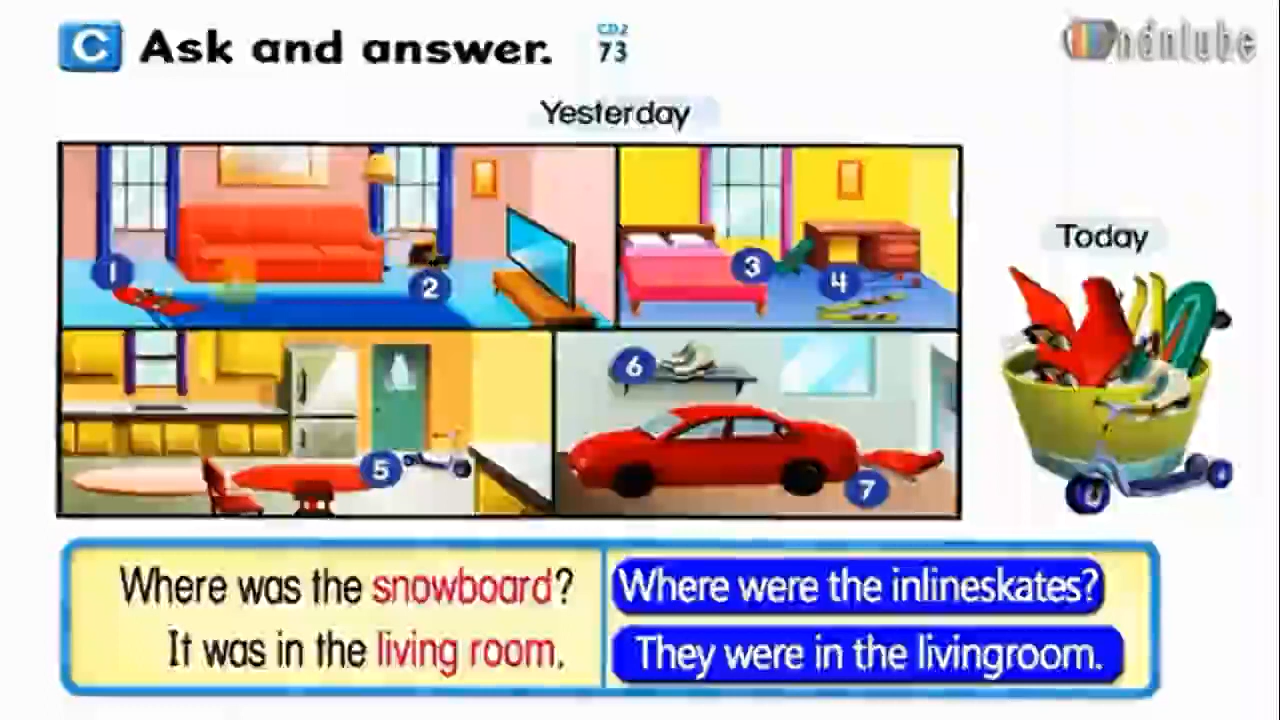 C Ask and answer.
CD2
73
Yesterday
Today
1
2
3
4
5
6
7
Where was the snowboard?
It was in the living room.
Where were the inlineskates?
They were in the livingroom.